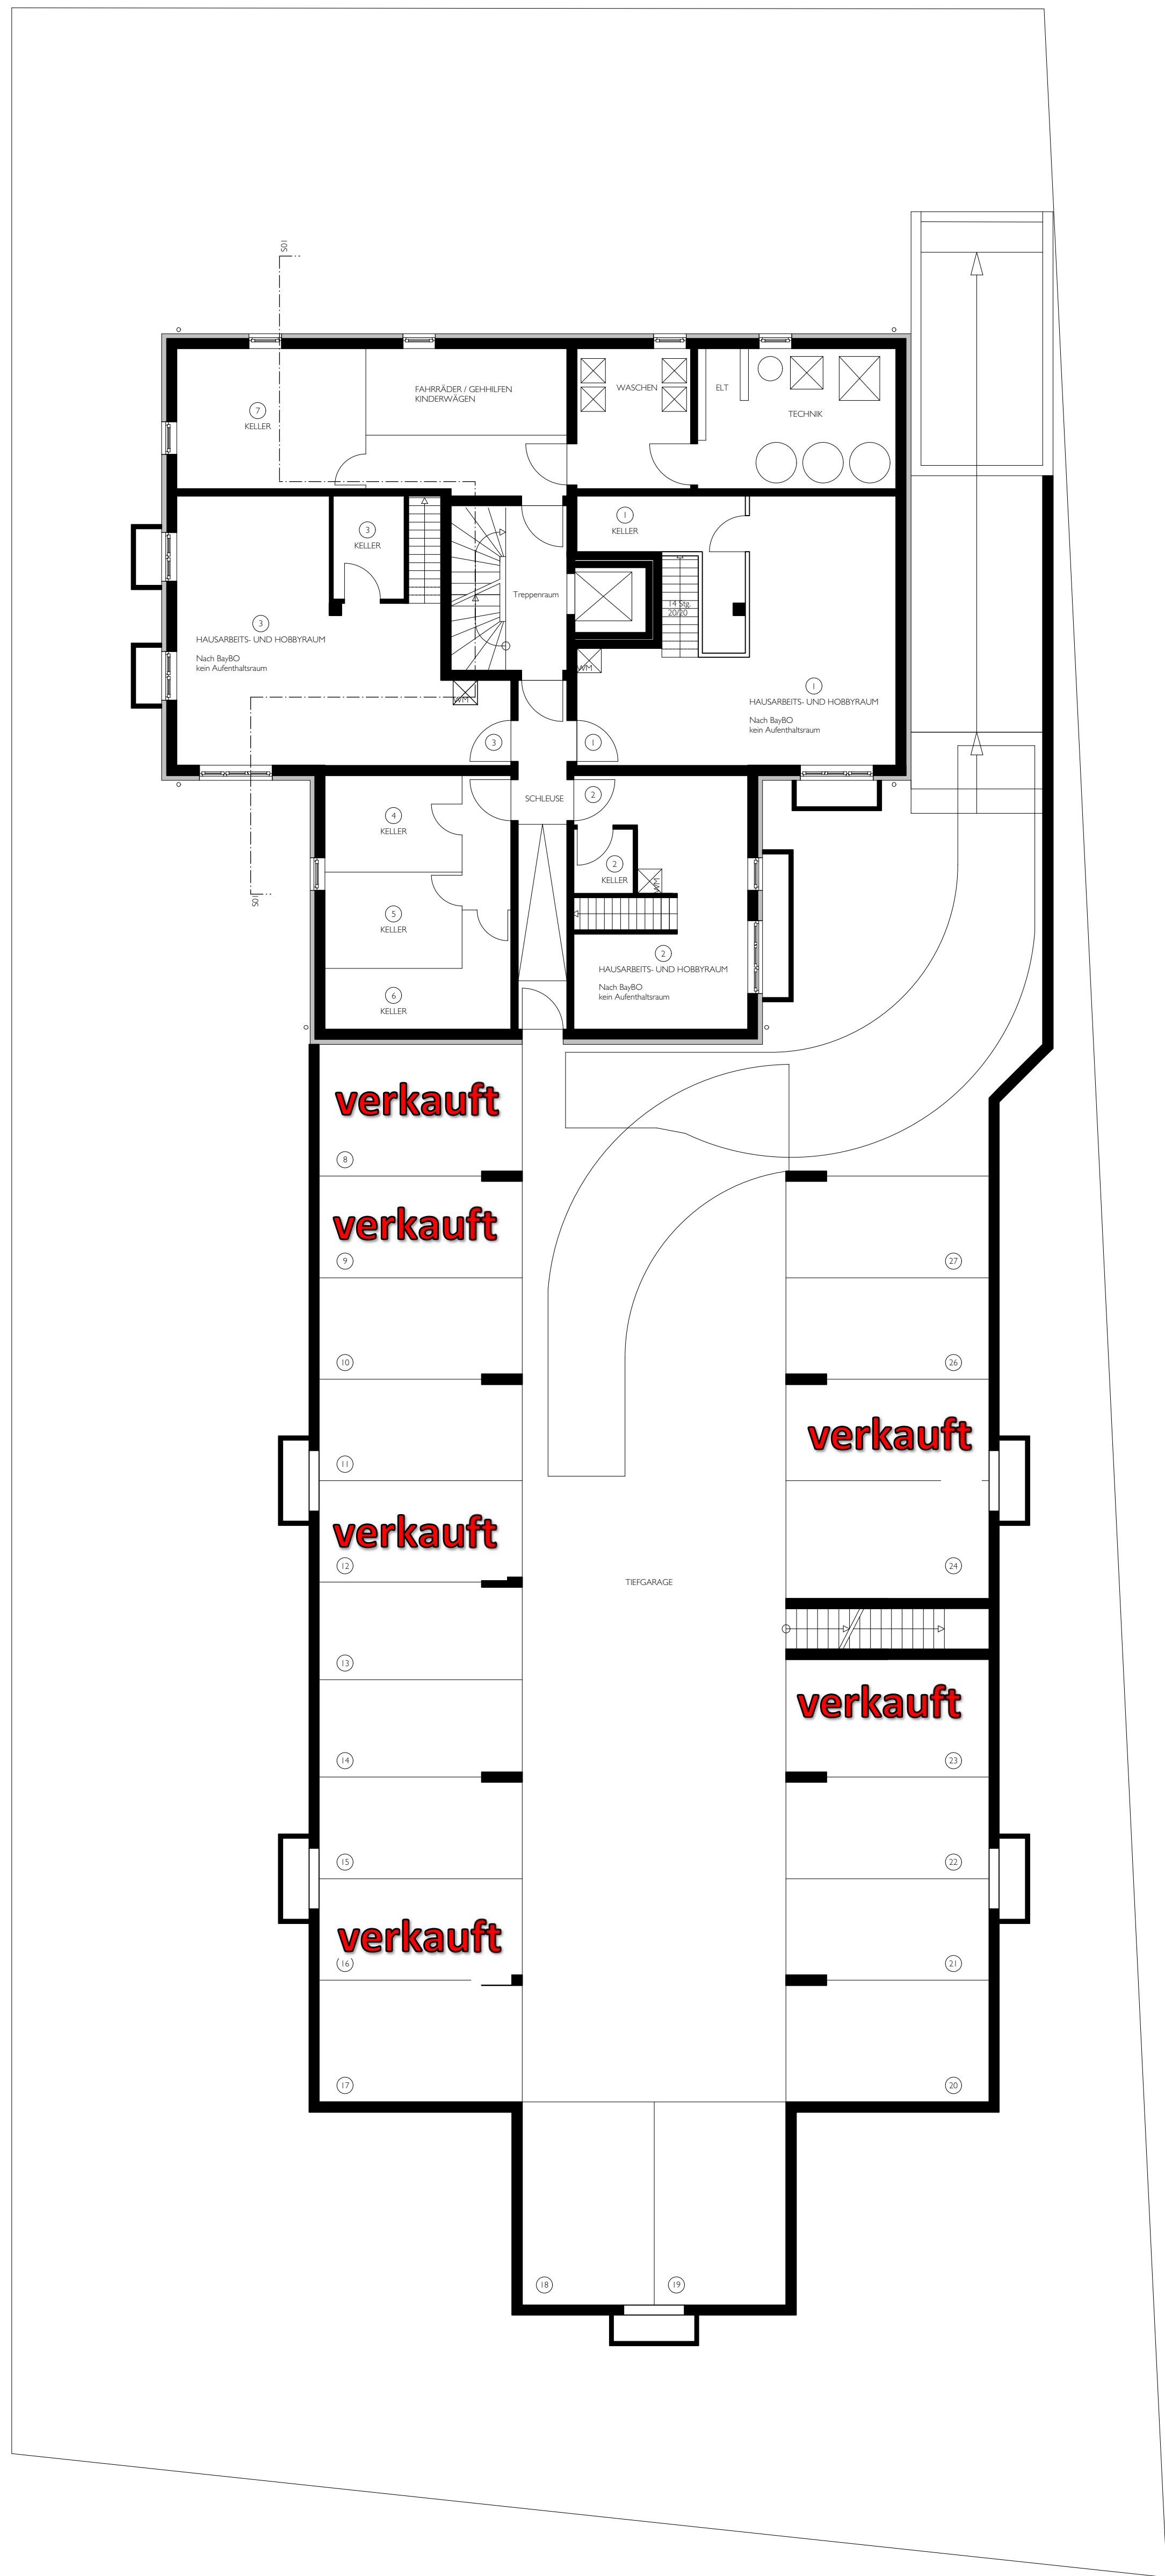 S01
7
KELLER
FAHRRÄDER / GEHHILFEN
KINDERWÄGEN
WASCHEN
ELT
TECHNIK
3
KELLER
1
KELLER
Treppenraum
14 Stg.
20/20
3
HAUSARBEITS- UND HOBBYRAUM
Nach BayBO
kein Aufenthaltsraum
WM
WM
1
HAUSARBEITS- UND HOBBYRAUM
Nach BayBO
kein Aufenthaltsraum
3
1
SCHLEUSE
2
4
KELLER
2
KELLER
WM
S01
5
KELLER
2
HAUSARBEITS- UND HOBBYRAUM
Nach BayBO
kein Aufenthaltsraum
6
KELLER
verkauft
8
verkauft
9
27
10
26
verkauft
11
verkauft
12
24
TIEFGARAGE
13
verkauft
14
23
15
22
verkauft
16
21
17
20
18
19